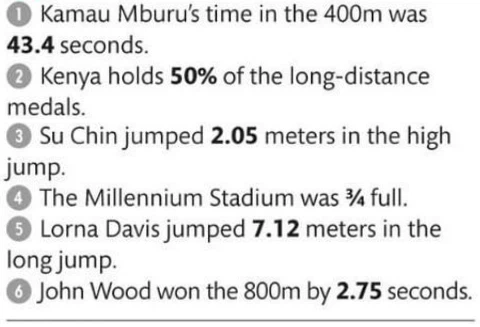 1 Kamau Mburu's time in the 400m was
43.4 seconds.
2 Kenya holds 50% of the long-distance
medals.
3 Su Chin jumped 2.05 meters in the high
jump.
4 The Millennium Stadium was ¾ full.
5 Lorna Davis jumped 7.12 meters in the
long jump.
6 John Wood won the 800m by 2.75 seconds.